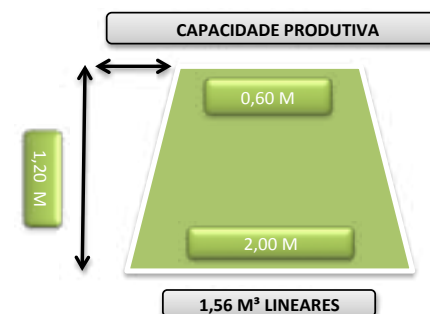 CAPACIDADE PRODUTIVA
0,60 M
1,20 M
2,00 M
1,56 M³ LINEARES